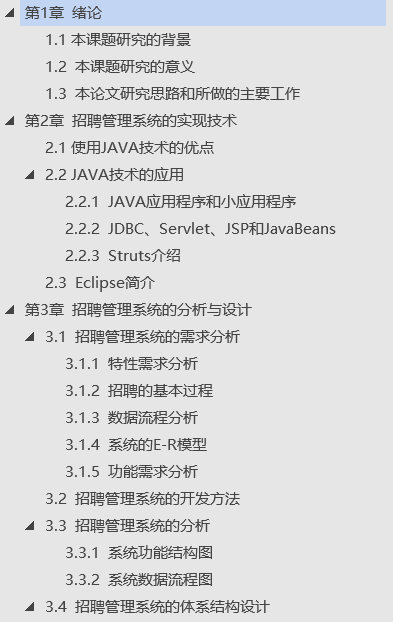 第1章 绪论
1.1 本课题研究的背景
1.2 本课题研究的意义
1.3 本论文研究思路和所做的主要工作
第2章 招聘管理系统的实现技术
2.1 使用JAVA技术的优点
2.2 JAVA技术的应用
2.2.1 JAVA应用程序和小应用程序
2.2.2 JDBC、Servlet、JSP和JavaBeans
2.2.3 Struts介绍
2.3 Eclipse简介
第3章 招聘管理系统的分析与设计
3.1 招聘管理系统的需求分析
3.1.1 特性需求分析
3.1.2 招聘的基本过程
3.1.3 数据流程分析
3.1.4 系统的E-R模型
3.1.5 功能需求分析
3.2 招聘管理系统的开发方法
3.3 招聘管理系统的分析
3.3.1 系统功能结构图
3.3.2 系统数据流程图
3.4 招聘管理系统的体系结构设计